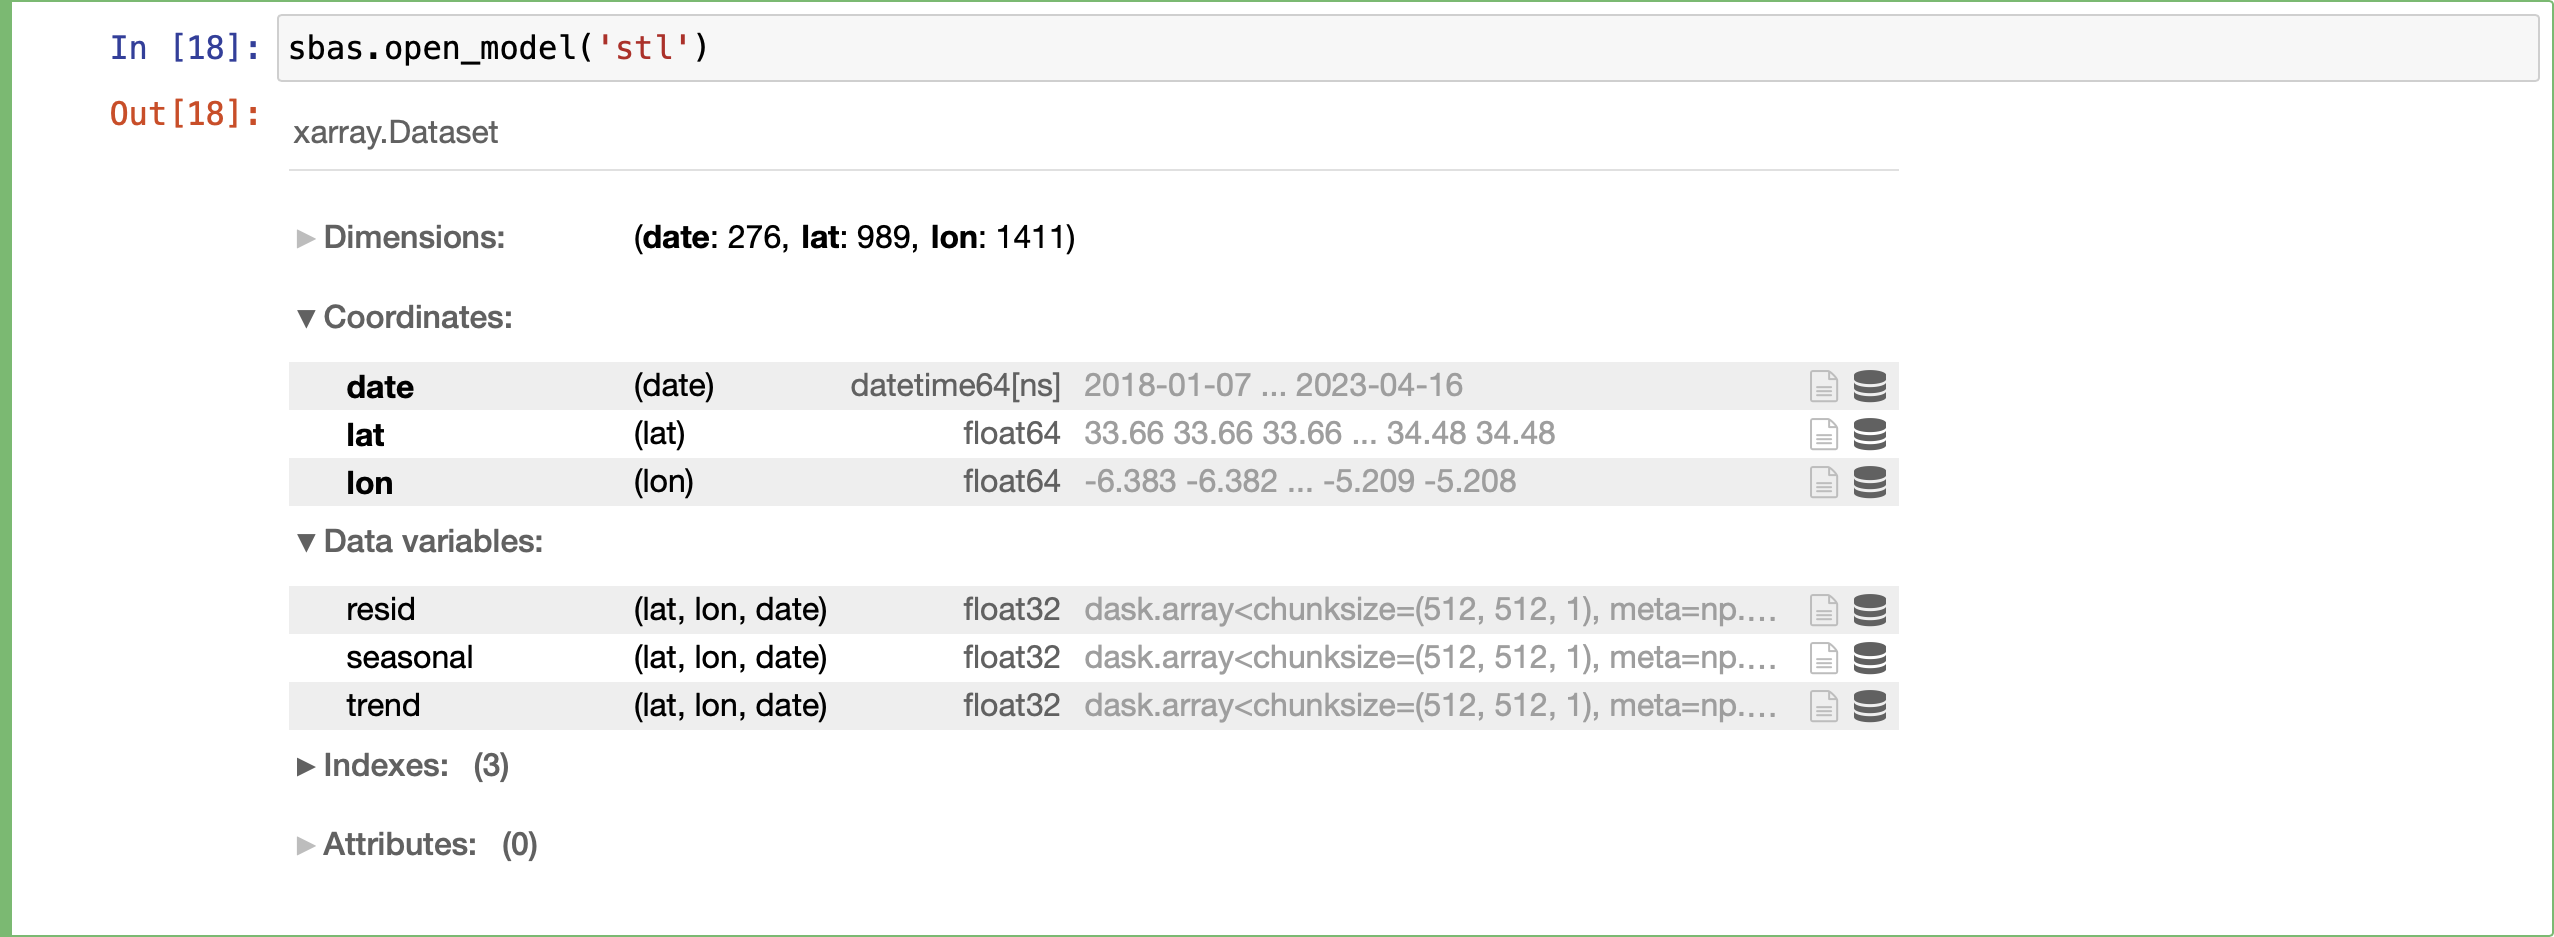 In [18]: sbas.open_model('stl')
Out[18]:
xarray.Dataset
► Dimensions: (date: 276, lat: 989, lon: 1411)
▼ Coordinates:
date (date) datetime64[ns] 2018-01-07 ... 2023-04-16
lat (lat) float64 33.66 33.66 33.66 ... 34.48 34.48
lon (lon) float64 -6.383 -6.382 ... -5.209 -5.208
▼ Data variables:
resid (lat, lon, date) float32 dask.array<chunksize=(512, 512, 1), meta=np....
seasonal (lat, lon, date) float32 dask.array<chunksize=(512, 512, 1), meta=np....
trend (lat, lon, date) float32 dask.array<chunksize=(512, 512, 1), meta=np....
► Indexes: (3)
► Attributes: (0)